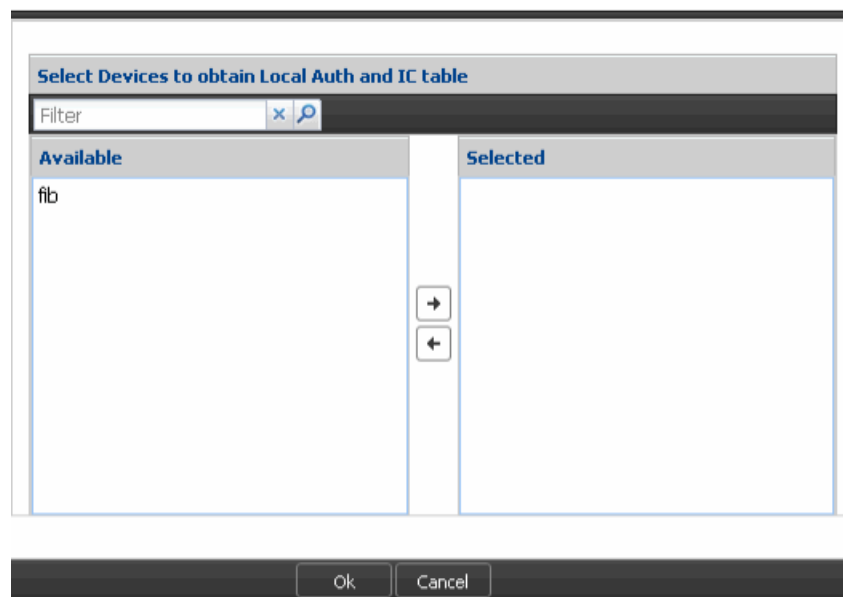 Select Devices to obtain Local Auth and IC table
Filter
Available
Selected
fib
Ok
Cancel